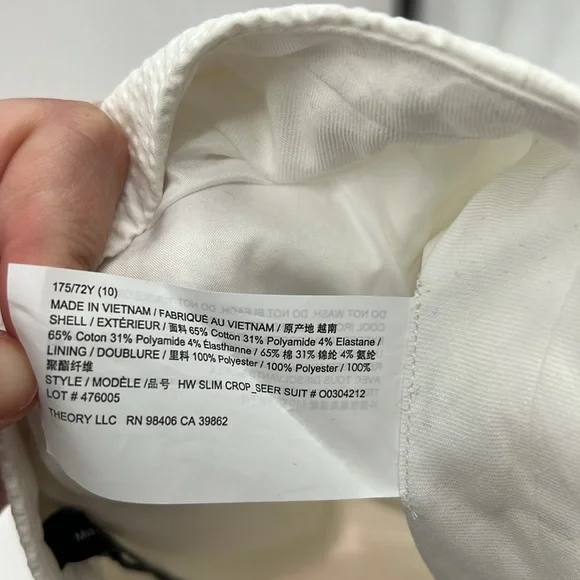 175/72Y (10)
MADE IN VIETNAM / FABRIQUÉ AU VIETNAM / 原产地 越南
SHELL / EXTÉRIEUR / 面料 65% Cotton 31% Polyamide 4% Elastane /
65% Coton 31% Polyamide 4% Élasthanne / 65% 棉 31% 锦纶 4% 氨纶
LINING / DOUBLURE / 里料 100% Polyester / 100% Polyester / 100%
聚酯纤维
STYLE / MODÈLE /品号 HW SLIM CROP_SEER SUIT # O0304212
LOT # 476005
THEORY LLC RN 98406 CA 39862